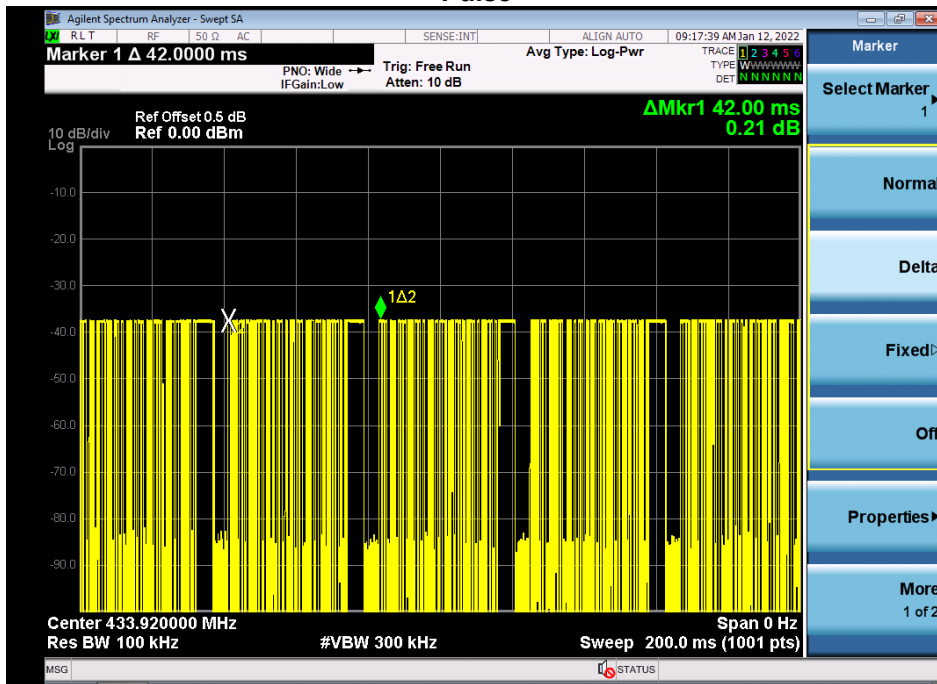 Pulse
Agilent Spectrum Analyzer - Swept SA
LXI RLT RF 50 Ω AC SENSE:INT ALIGN AUTO 09:17:39 AM Jan 12, 2022
Marker 1 Δ 42.0000 ms
PNO: Wide
IFGain:Low
Trig: Free Run
Atten: 10 dB
Avg Type: Log-Pwr
TRACE 1 2 3 4 5 6
TYPE WWWWWW
DET N N N N N N
ΔMkr1 42.00 ms
0.21 dB
Ref Offset 0.5 dB
10 dB/div Ref 0.00 dBm
Log
-10.0
-20.0
-30.0
1Δ2
-40.0
-50.0
-60.0
-70.0
-80.0
-90.0
Center 433.920000 MHz Span 0 Hz
Res BW 100 kHz #VBW 300 kHz Sweep 200.0 ms (1001 pts)
MSG STATUS
Marker
Select Marker
1
Norma
Delta
Fixed
Off
Properties
More
1 of 2